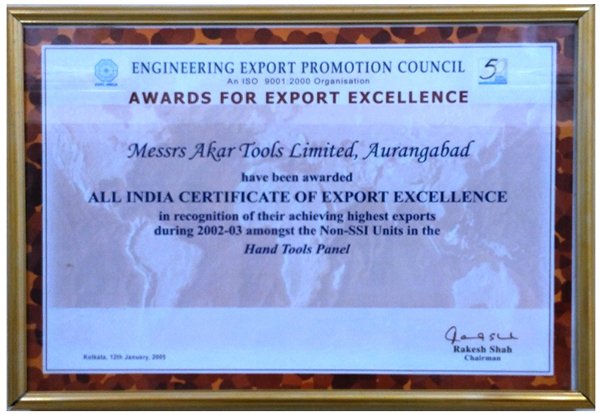 ENGINEERING EXPORT PROMOTION COUNCIL
An ISO 9001:2000 Organisation
AWARDS FOR EXPORT EXCELLENCE
Messrs Akar Tools Limited, Aurangabad
have been awarded
ALL INDIA CERTIFICATE OF EXPORT EXCELLENCE
in recognition of their achieving highest exports
during 2002-03 amongst the Non-SSI Units in the
Hand Tools Panel
Kolkata, 12th January, 2005
Rakesh Shah
Chairman